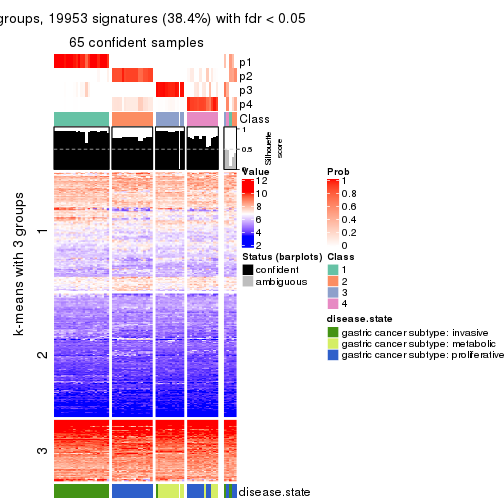 groups, 19953 signatures (38.4%) with fdr < 0.05
65 confident samples
p1
p2
p3
p4
Class
1
0.5
0
Silhouette
score
k-means with 3 groups
1
2
3
Value
12
10
8
6
4
2
Prob
1
0.8
0.6
0.4
0.2
0
Status (barplots)
confident
ambiguous
Class
1
2
3
4
disease.state
gastric cancer subtype: invasive
gastric cancer subtype: metabolic
gastric cancer subtype: proliferative
disease.state